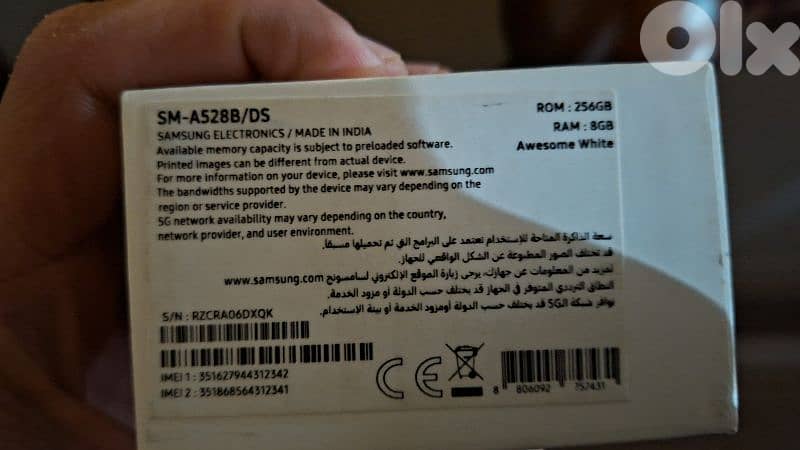 olx
SM-A528B/DS
SAMSUNG ELECTRONICS / MADE IN INDIA
Available memory capacity is subject to preloaded software.
Printed images can be different from actual device.
For more information on your device, please visit www.samsung.com
The bandwidths supported by the device may vary depending on the
region or service provider.
5G network availability may vary depending on the country,
network provider, and user environment.
ROM : 256GB
RAM : 8GB
Awesome White
سعة الذاكرة المتاحة للإستخدام تعتمد على البرامج التي تم تحميلها مسبقاً.
قد تختلف الصور المطبوعة عن الشكل الواقعي للجهاز.
لمزيد من المعلومات عن جهازك، يرجى زيارة الموقع الإلكتروني لسامسونج www.samsung.com
النطاق الترددي المتوفر في الجهاز قد يختلف حسب الدولة أو مزود الخدمة.
توافر شبكة الـ5G قد يختلف حسب الدولة أومزود الخدمة أو بيئة الإستخدام.
S/N : RZCRA06DXQK
IMEI 1 : 351627944312342
IMEI 2 : 351868564312341
CE
8 806092 757431